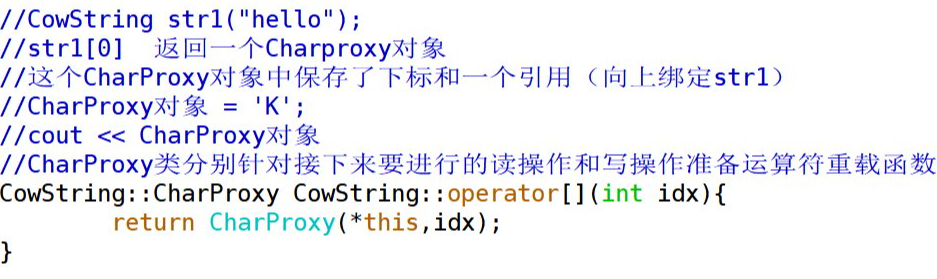 //CowString str1("hello");
//str1[0]  返回一个Charproxy对象
//这个CharProxy对象中保存了下标和一个引用（向上绑定str1）
//CharProxy对象 = 'K';
//cout << CharProxy对象
//CharProxy类分别针对接下来要进行的读操作和写操作准备运算符重载函数
CowString::CharProxy CowString::operator[](int idx){
        return CharProxy(*this,idx);
}